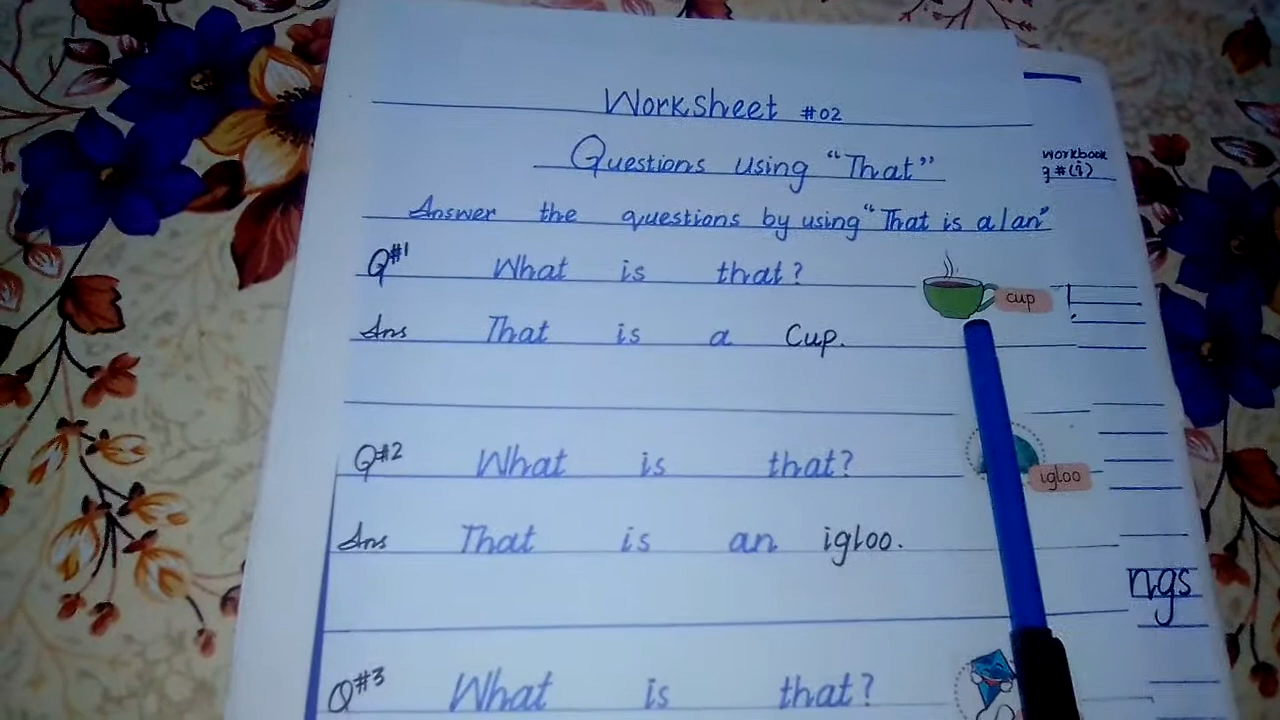 Worksheet #02
Questions using "That"
workbook
Answer the questions by using "That is a/an"
Q#1 What is that?
cup
Ans That is a Cup.
Q#2 What is that?
igloo
Ans That is an igloo.
ngs
Q#3 What is that?